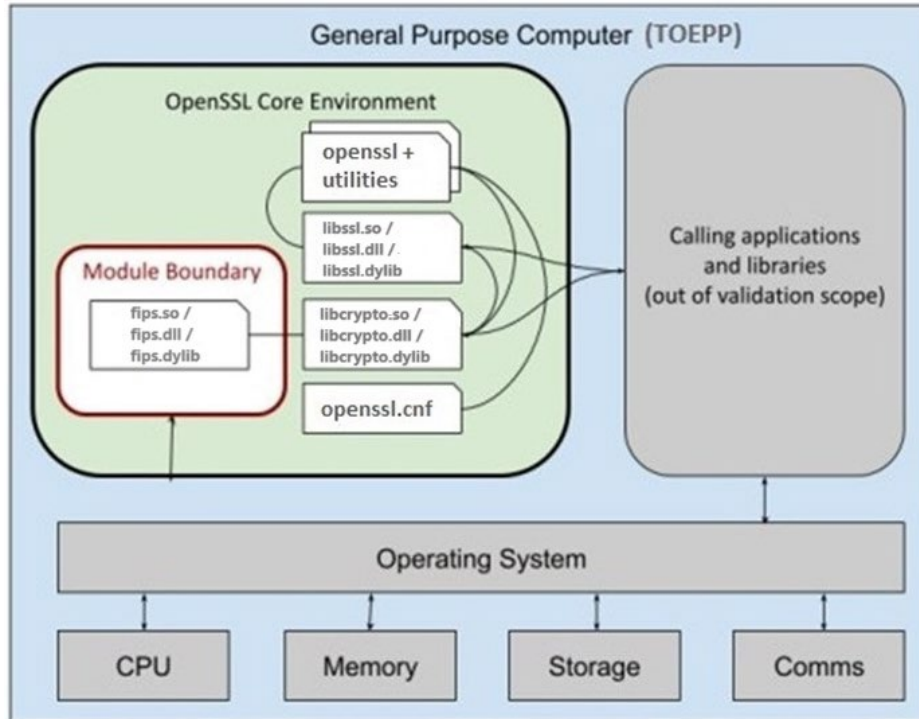 General Purpose Computer (TOEPP)
OpenSSL Core Environment
openssl +
utilities
libssl.so /
libssl.dll /
libssl.dylib
Module Boundary
fips.so /
fips.dll /
fips.dylib
libcrypto.so /
libcrypto.dll /
libcrypto.dylib
openssl.cnf
Calling applications
and libraries
(out of validation scope)
Operating System
CPU
Memory
Storage
Comms